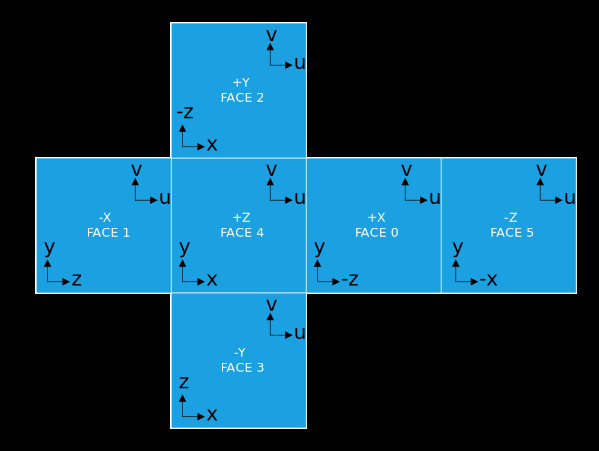 v
u
+Y
FACE 2
-z
x
v
u
-X
FACE 1
y
z
v
u
+Z
FACE 4
y
x
v
u
+X
FACE 0
y
-z
v
u
-Z
FACE 5
y
-x
v
u
-Y
FACE 3
z
x